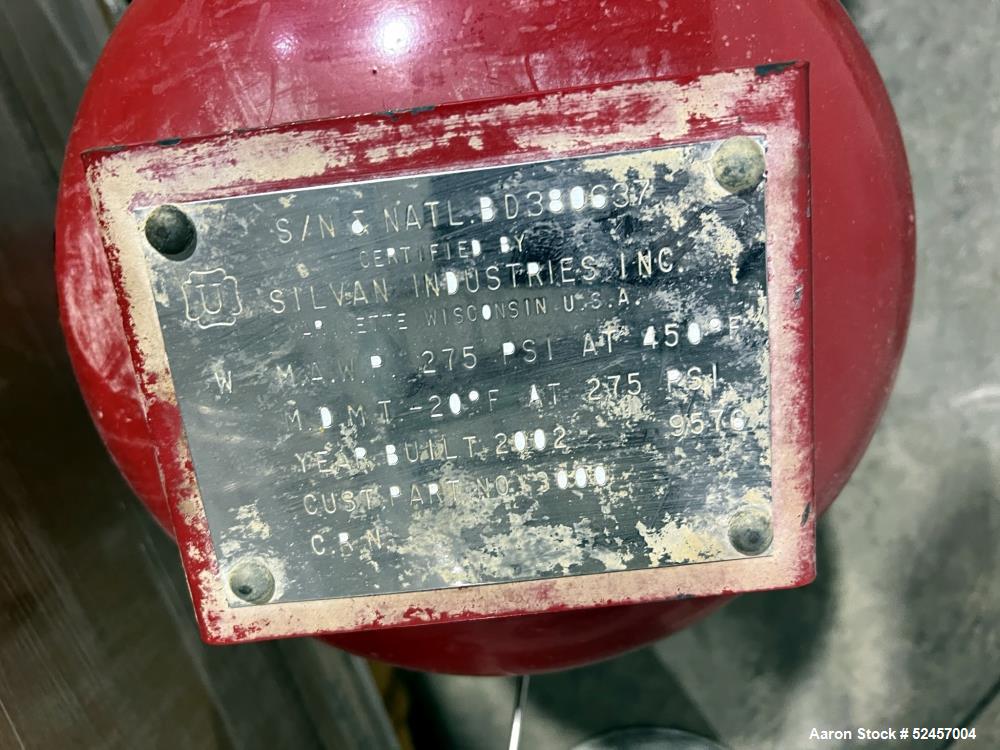 S/N & NATL.BD380637
CERTIFIED BY
U
SILVAN INDUSTRIES, INC.
WISCONSIN U.S.A.
W M.A.W.P. 275 PSI AT 450°F
M.D.M.T -20°F AT 275 PSI
YEAR BUILT 2002 9576
CUST.PART NO.
C.R.N.
Aaron Stock # 52457004